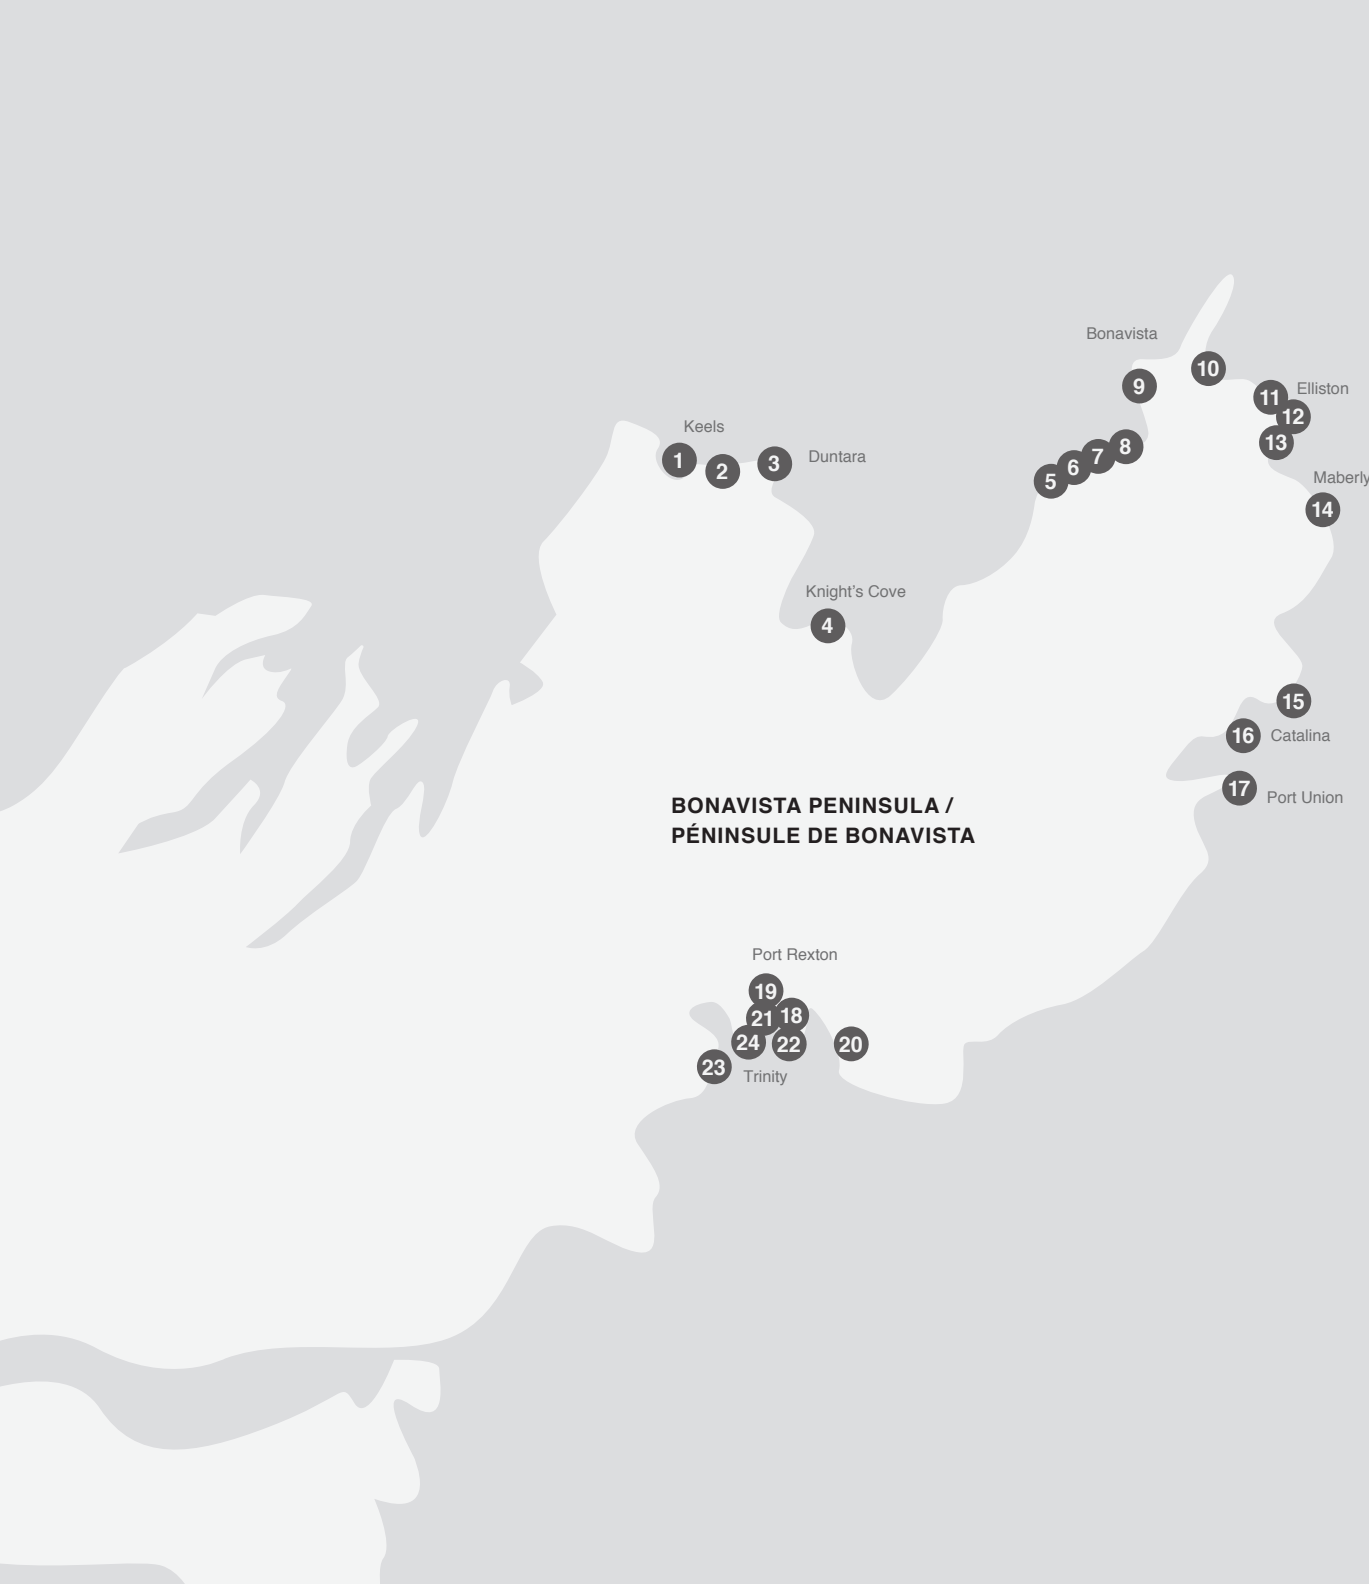 Bonavista
10
9
Elliston
11
12
Keels
13
8
Duntara
7
1
3
6
2
Maberly
5
14
Knight's Cove
4
15
16
Catalina
17
Port Union
BONAVISTA PENINSULA /
PÉNINSULE DE BONAVISTA
Port Rexton
19
21
18
24
22
20
23
Trinity